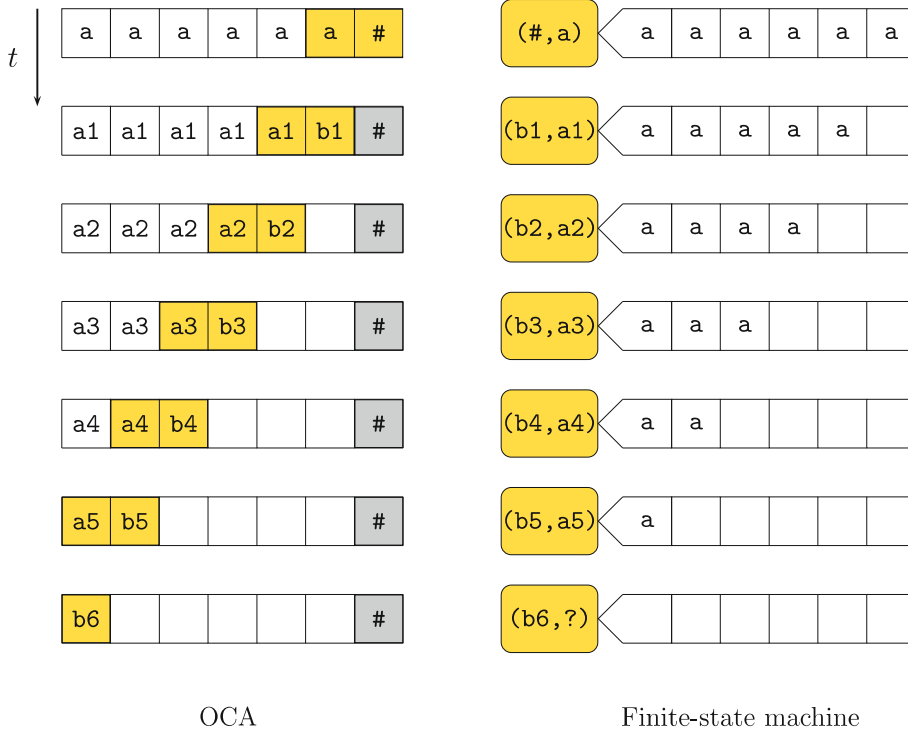 a a a a a a # (#,a) a a a a a a
t
a1 a1 a1 a1 a1 b1 # (b1,a1) a a a a a
a2 a2 a2 a2 b2 # (b2,a2) a a a a
a3 a3 a3 b3 # (b3,a3) a a a
a4 a4 b4 # (b4,a4) a a
a5 b5 # (b5,a5) a
b6 # (b6,?)
OCA Finite-state machine